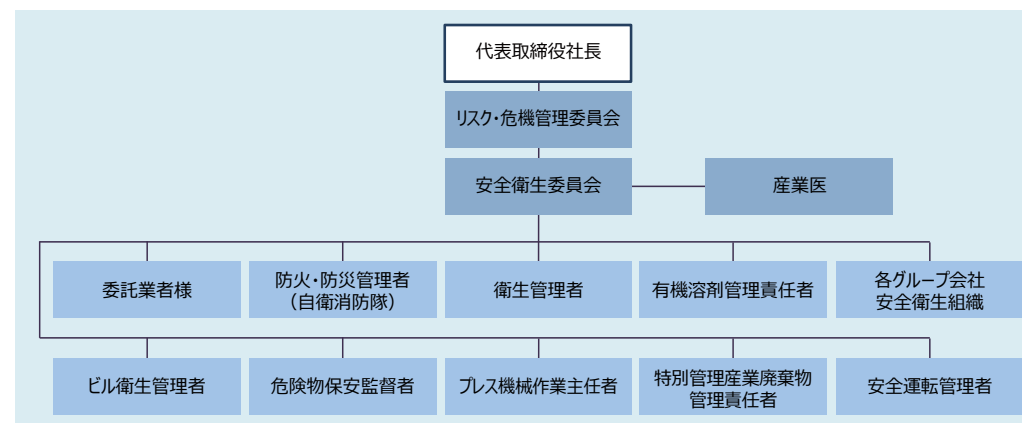 代表取締役社長
リスク・危機管理委員会
安全衛生委員会
産業医
委託業者様
防火・防災管理者
（自衛消防隊）
衛生管理者
有機溶剤管理責任者
各グループ会社
安全衛生組織
ビル衛生管理者
危険物保安監督者
プレス機械作業主任者
特別管理産業廃棄物
管理責任者
安全運転管理者